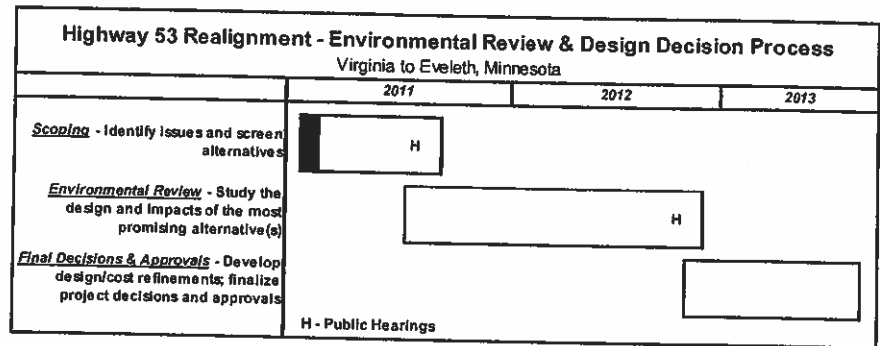 Highway 53 Realignment - Environmental Review & Design Decision Process
Virginia to Eveleth, Minnesota
2011 2012 2013
Scoping - Identify issues and screen
alternatives
H
Environmental Review - Study the
design and impacts of the most
promising alternative(s)
H
Final Decisions & Approvals - Develop
design/cost refinements; finalize
project decisions and approvals
H - Public Hearings